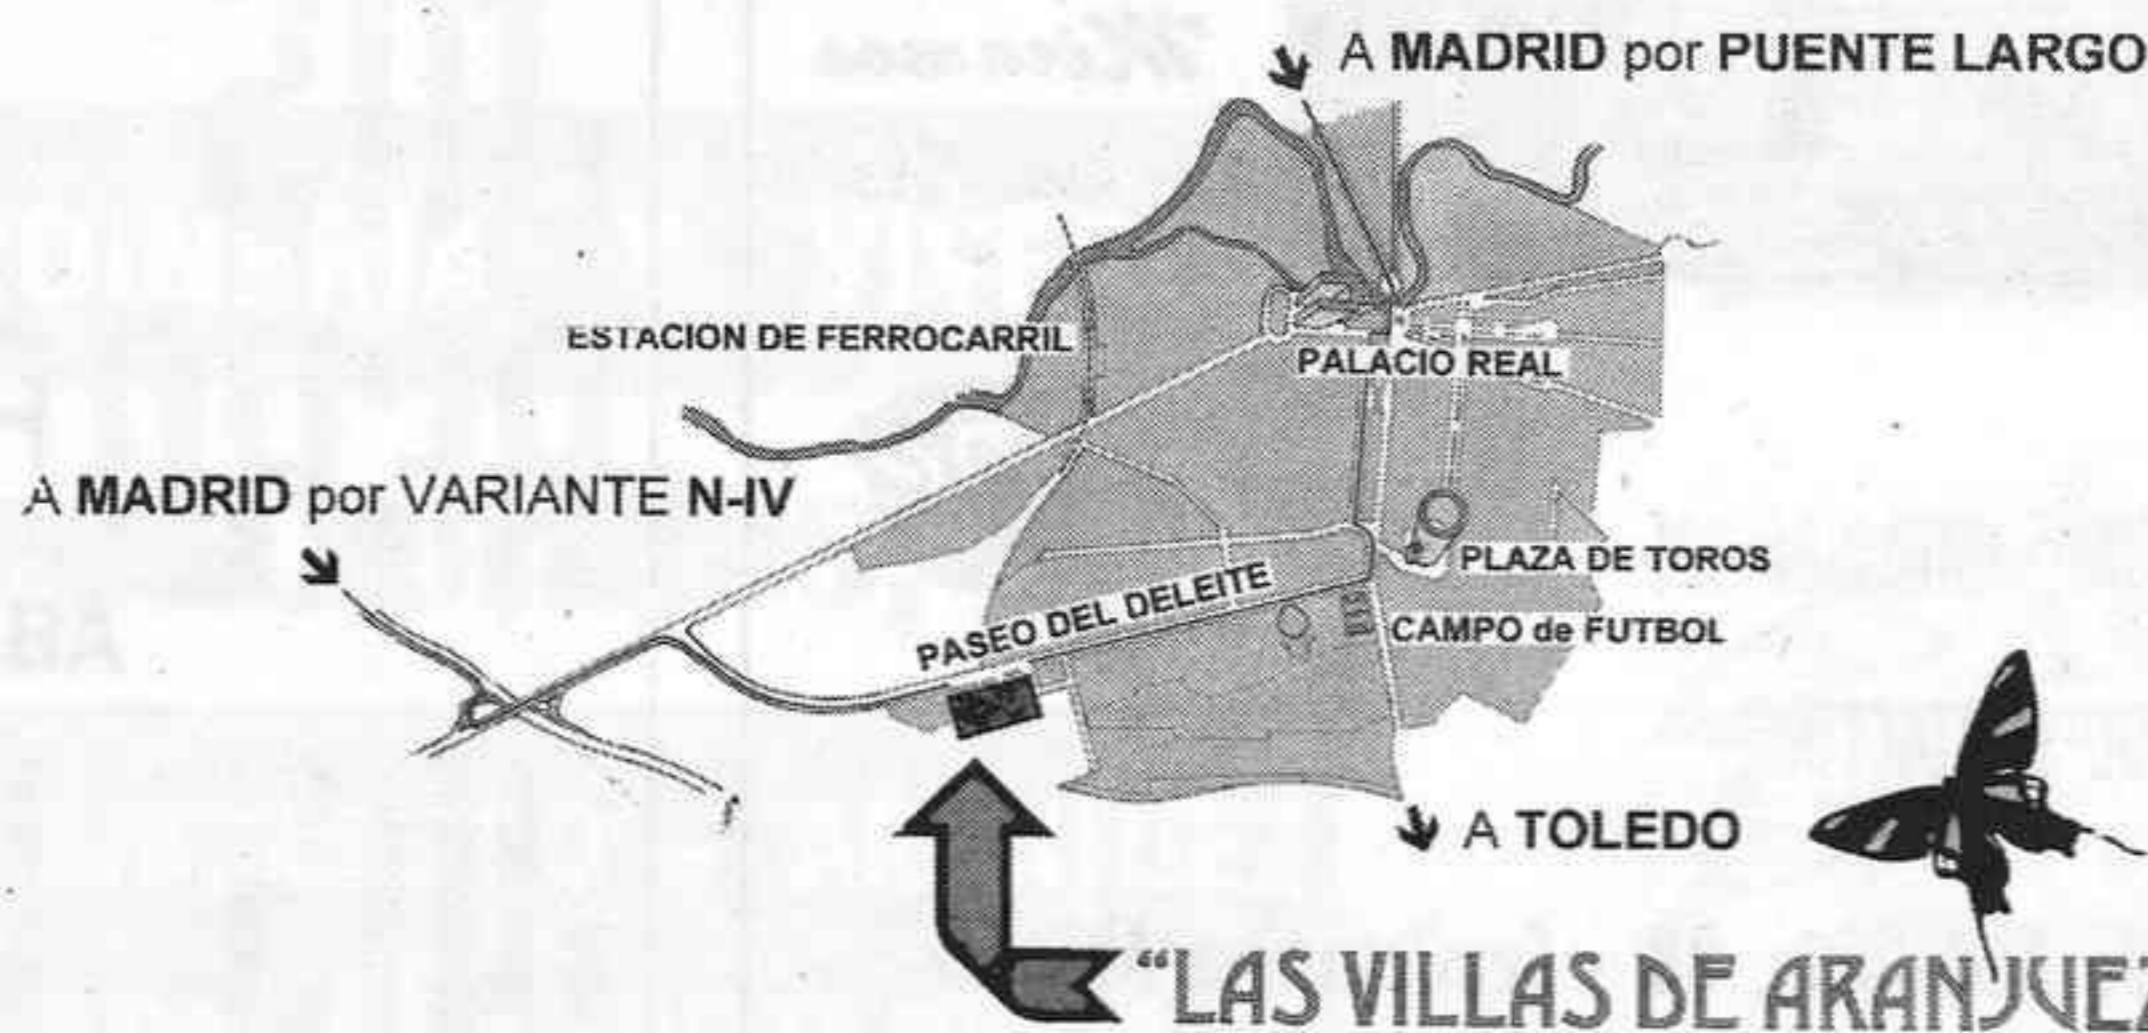 A MADRID por PUENTE LARGO
ESTACION DE FERROCARRIL
PALACIO REAL
A MADRID por VARIANTE N-IV
PLAZA DE TOROS
PASEO DEL DELEITE
CAMPO de FUTBOL
A TOLEDO
“LAS VILLAS DE ARANJUEZ